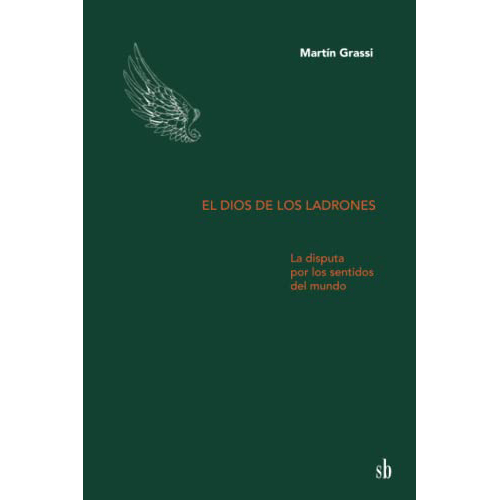 Martín Grassi
EL DIOS DE LOS LADRONES
La disputa
por los sentidos
del mundo
sb